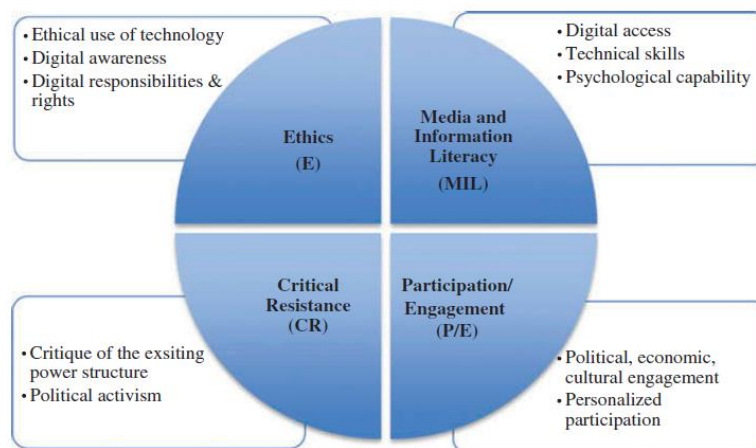 • Ethical use of technology
• Digital awareness
• Digital responsibilities &
rights
• Digital access
• Technical skills
• Psychological capability
Ethics
(E)
Media and
Information
Literacy
(MIL)
Critical
Resistance
(CR)
Participation/
Engagement
(P/E)
• Critique of the exsiting
power structure
• Political activism
• Political, economic,
cultural engagement
• Personalized
participation